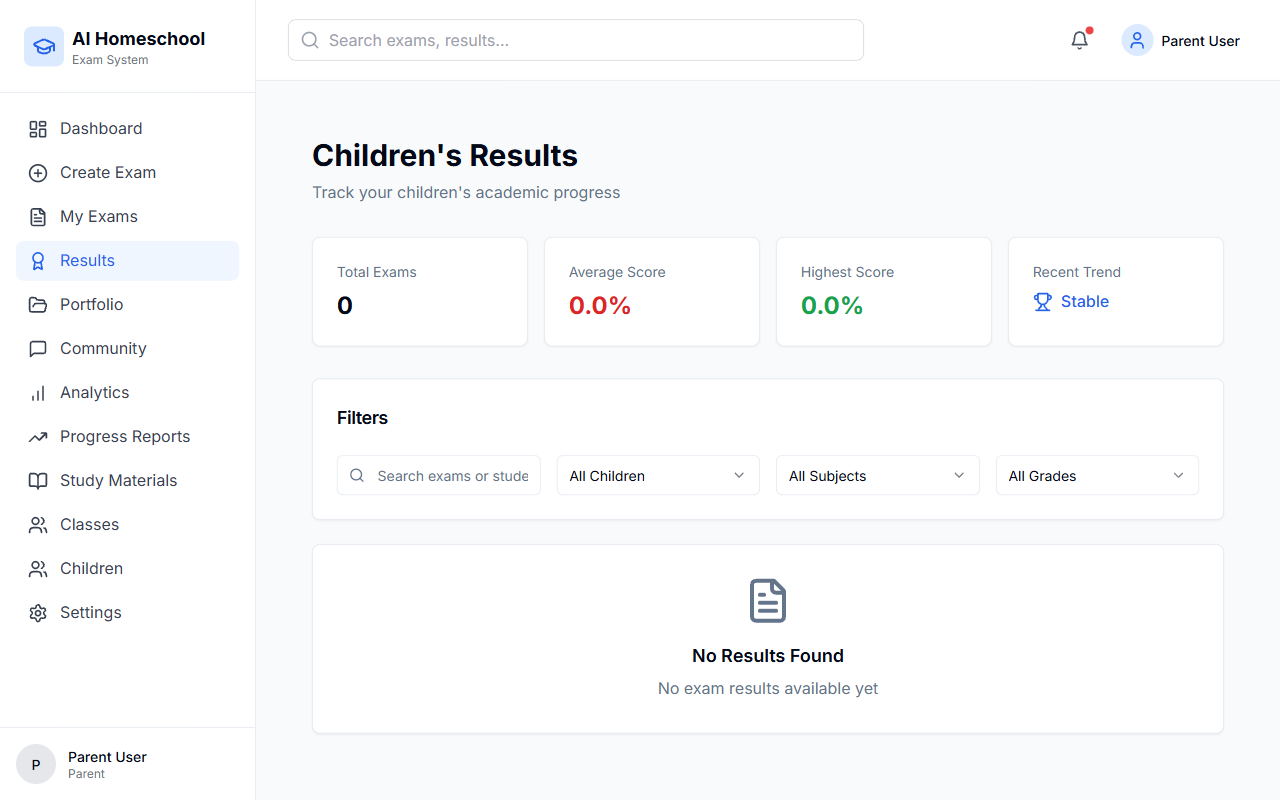 AI Homeschool
Exam System
Dashboard
Create Exam
My Exams
Results
Portfolio
Community
Analytics
Progress Reports
Study Materials
Classes
Children
Settings
P
Parent User
Parent
Search exams, results...
Parent User
Children's Results
Track your children's academic progress
Total Exams
0
Average Score
0.0%
Highest Score
0.0%
Recent Trend
Stable
Filters
Search exams or stude
All Children
All Subjects
All Grades
No Results Found
No exam results available yet